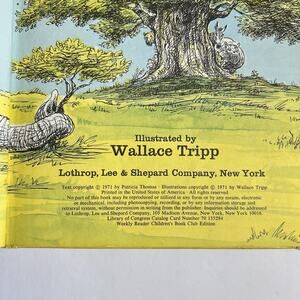 Illustrated by
Wallace Tripp
Lothrop, Lee & Shepard Company, New York
Text copyright © 1971 by Patricia Thomas · Illustrations copyright © 1971 by Wallace Tripp
Printed in the United States of America · All rights reserved.
No part of this book may be reproduced or utilized in any form or by any means, electronic
or mechanical, including photocopying, recording, or by any information storage and
retrieval system, without permission in writing from the publisher. Inquiries should be addressed
to Lothrop, Lee and Shepard Company, 105 Madison Avenue, New York, New York 10016.
Library of Congress Catalog Card Number 70 155284
Weekly Reader Children's Book Club Edition